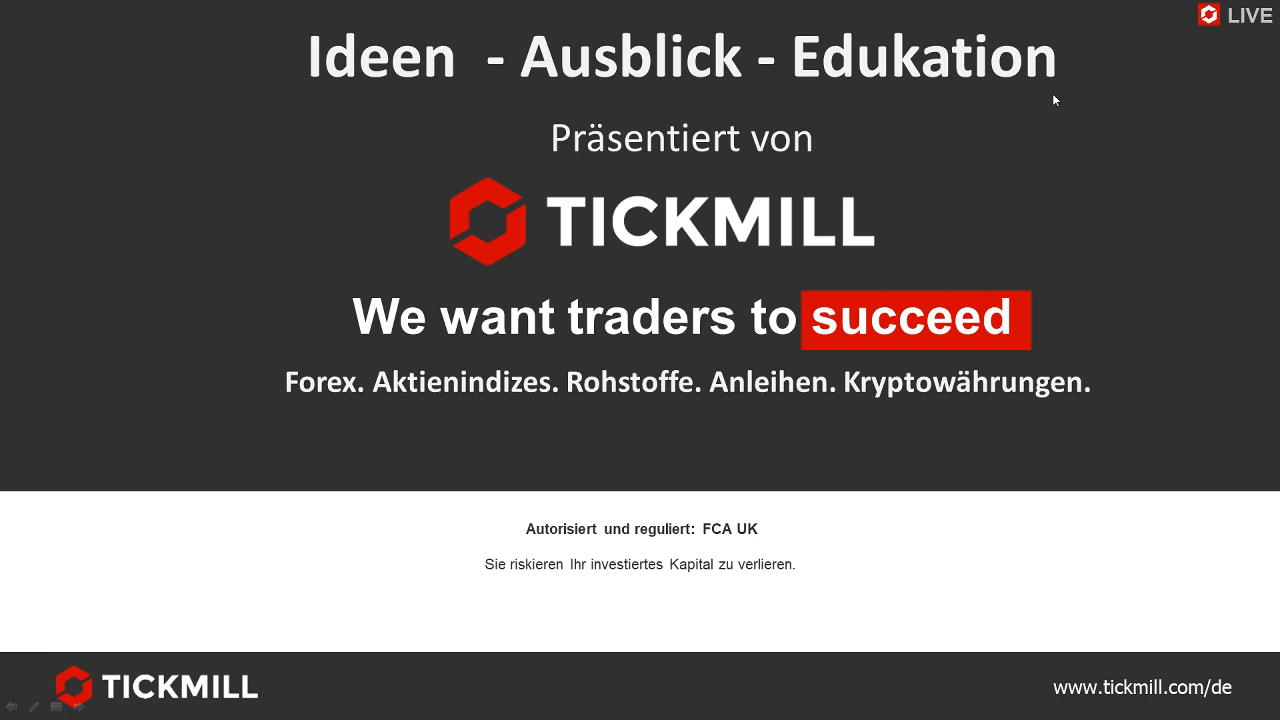 LIVE
Ideen - Ausblick - Edukation
Präsentiert von
TICKMILL
We want traders to succeed
Forex. Aktienindizes. Rohstoffe. Anleihen. Kryptowährungen.
Autorisiert und reguliert: FCA UK
Sie riskieren Ihr investiertes Kapital zu verlieren.
TICKMILL
www.tickmill.com/de